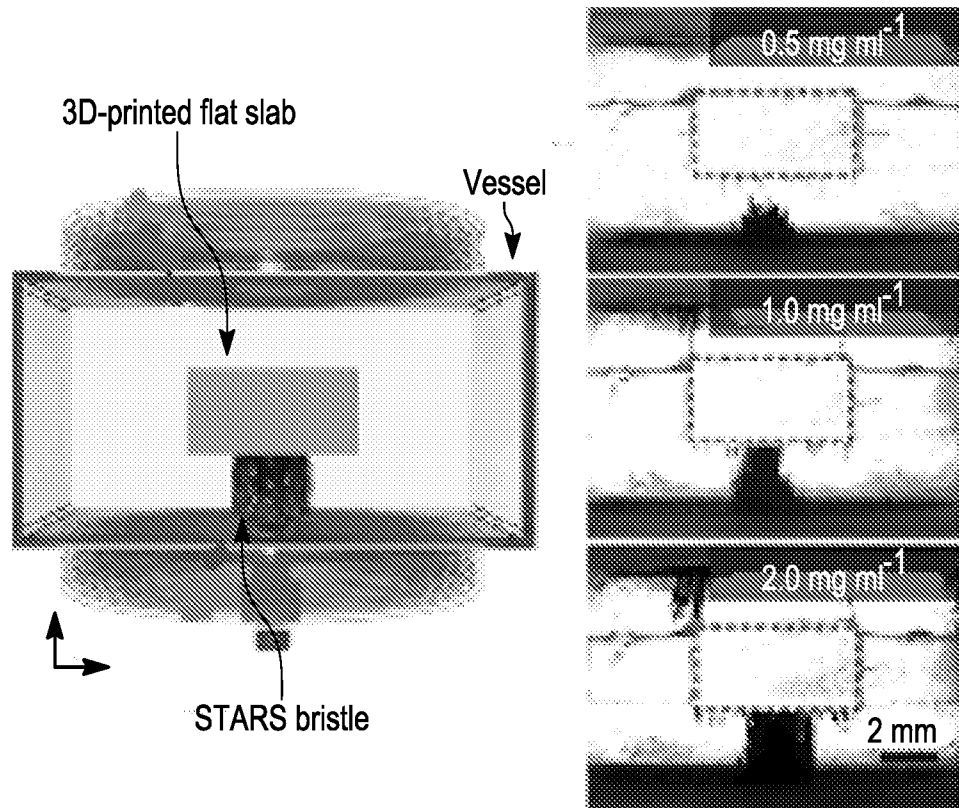 3D-printed flat slab
Vessel
STARS bristle
0.5 mg ml⁻¹
1.0 mg ml⁻¹
2.0 mg ml⁻¹
2 mm